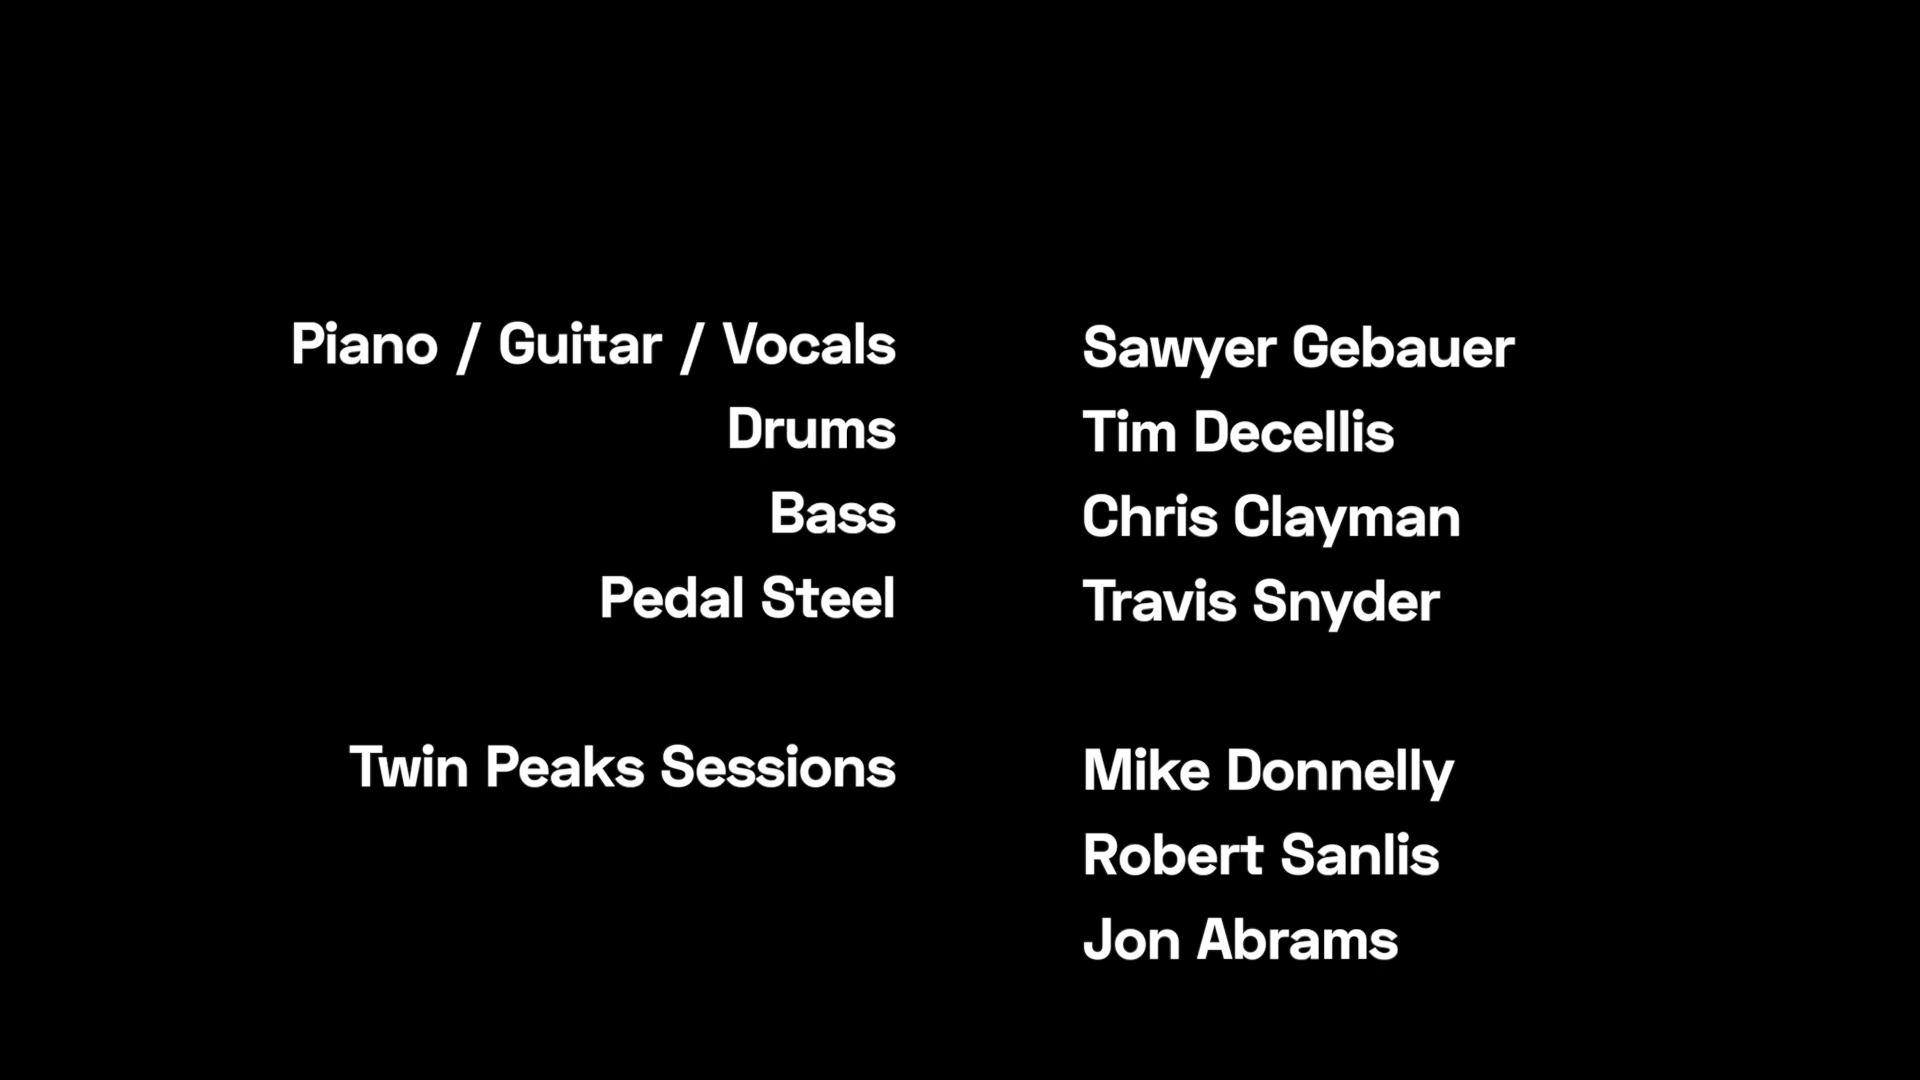 Piano / Guitar / Vocals Sawyer Gebauer
Drums Tim Decellis
Bass Chris Clayman
Pedal Steel Travis Snyder
Twin Peaks Sessions Mike Donnelly
Robert Sanlis
Jon Abrams